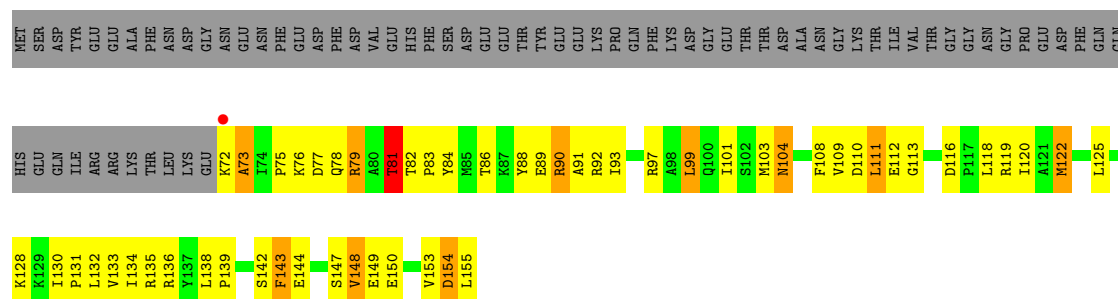 MET SER ASP TYR GLU GLU ALA PHE ASN ASP GLY ASN GLU ASN PHE GLU ASP PHE ASP VAL GLU HIS PHE SER ASP GLU GLU THR TYR GLU GLU LYS PRO GLN PHE LYS ASP GLY GLU THR THR ASP ALA ASN GLY LYS THR ILE VAL THR GLY GLY ASN GLY PRO GLU ASP PHE GLN GLN
HIS GLU GLN ILE ARG ARG LYS THR LEU LYS GLU K72 A73 I74 P75 K76 D77 Q78 R79 A80 T81 T82 P83 Y84 M85 T86 K87 Y88 E89 R90 A91 R92 I93 R97 A98 L99 Q100 I101 S102 M103 N104 F108 V109 D110 L111 E112 G113 D116 P117 L118 R119 I120 A121 M122 L125
K128 K129 I130 P131 L132 V133 I134 R135 R136 Y137 L138 P139 S142 F143 E144 S147 V148 E149 E150 V153 D154 L155